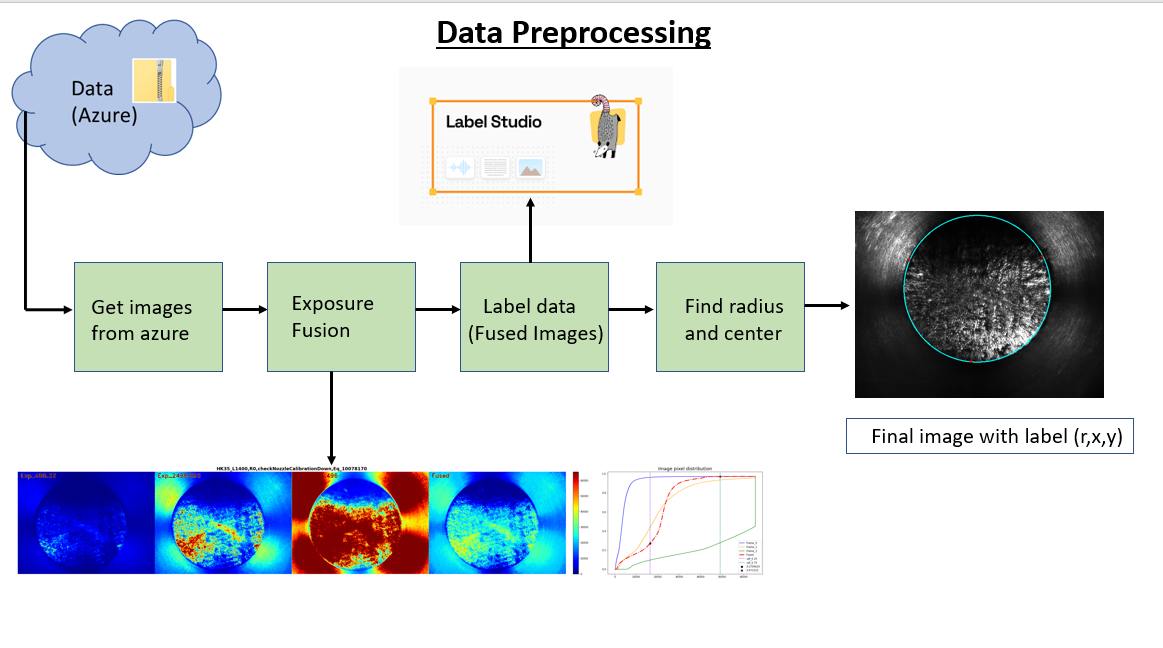 Data Preprocessing
Data
(Azure)
Label Studio
Get images
from azure
Exposure
Fusion
Label data
(Fused Images)
Find radius
and center
Final image with label (r,x,y)
HK35_L1400,R0,checkNozzleCalibrationDown,Eq_10078170
Fused
Image pixel distribution